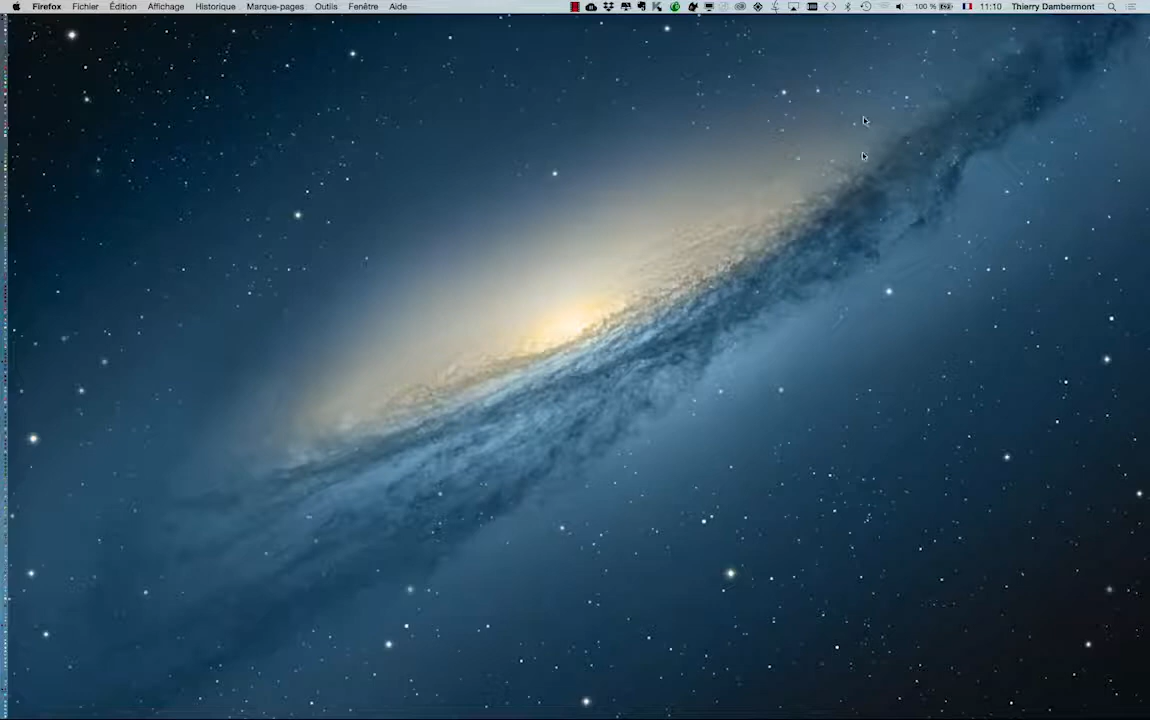 Firefox Fichier Édition Affichage Historique Marque-pages Outils Fenêtre Aide 100 % 11:10 Thierry Dambermont